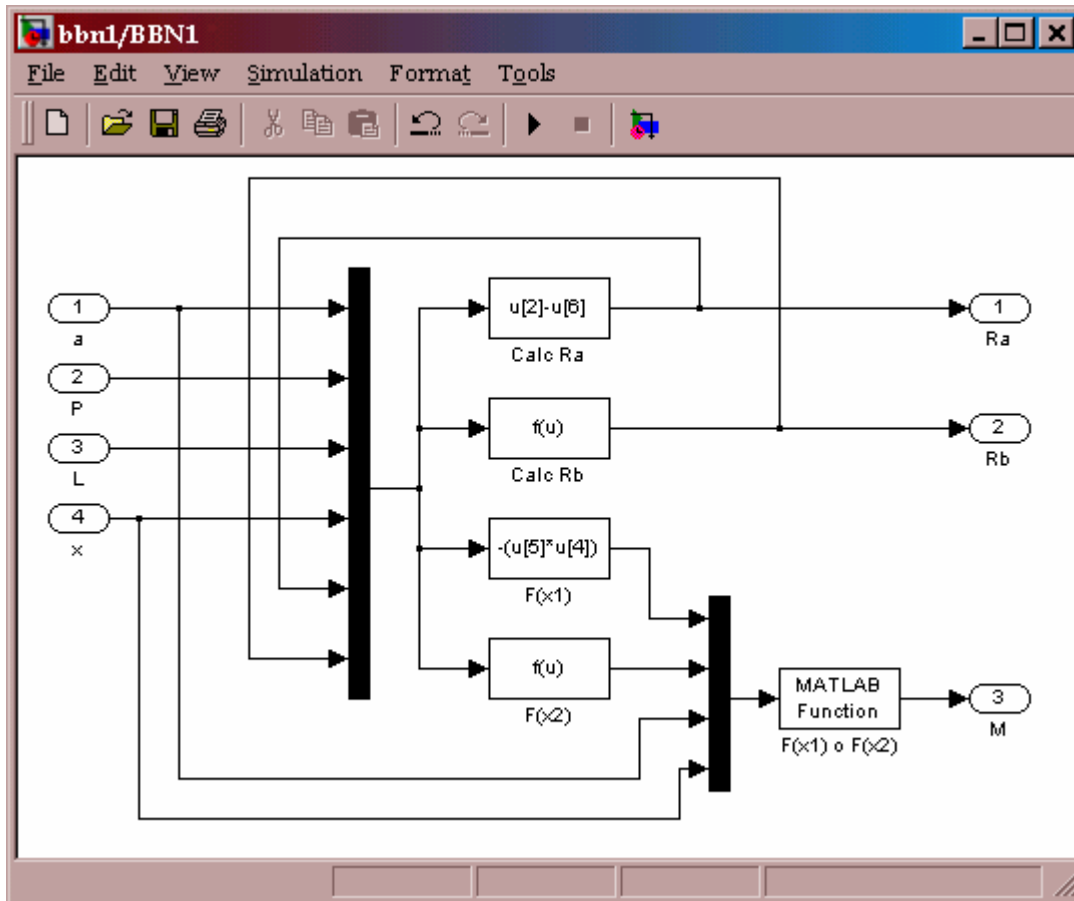 bbn1/BBN1
File Edit View Simulation Format Tools
1
a
2
P
3
L
4
x
u[2]-u[6]
Calc Ra
f(u)
Calc Rb
-(u[5]*u[4])
F(x1)
f(u)
F(x2)
MATLAB
Function
F(x1) o F(x2)
1
Ra
2
Rb
3
M